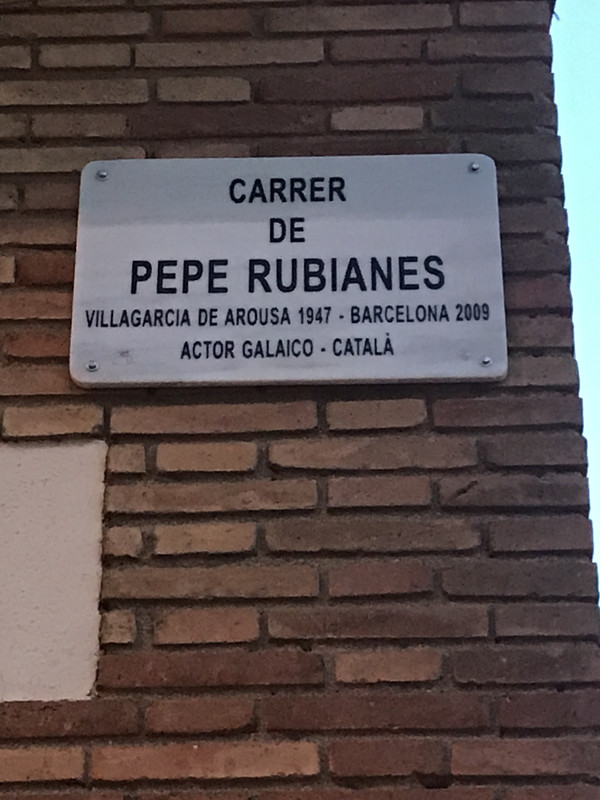 CARRER
DE
PEPE RUBIANES
VILLAGARCIA DE AROUSA 1947 - BARCELONA 2009
ACTOR GALAICO - CATALÀ